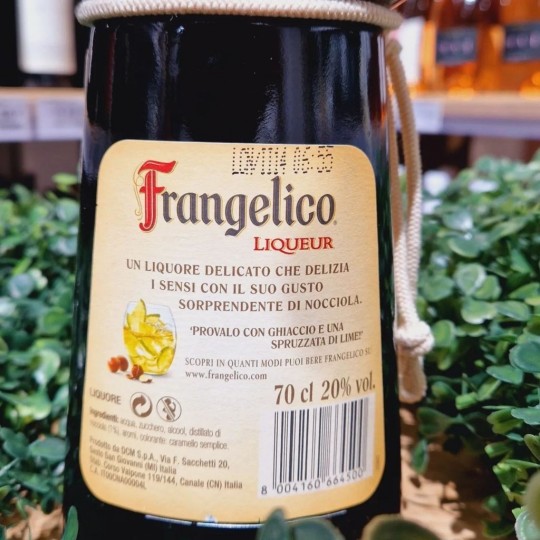 Frangelico
LIQUEUR
UN LIQUORE DELICATO CHE DELIZIA
I SENSI CON IL SUO GUSTO
SORPRENDENTE DI NOCCIOLA.
'PROVALO CON GHIACCIO E UNA
SPRUZZATA DI LIME!'
SCOPRI IN QUANTI MODI PUOI BERE FRANGELICO SU
www.frangelico.com
70 cl 20% vol.
LIQUORE
Ingredienti: acqua, zucchero, alcool, distillato di
aromi, colorante: caramello semplice.
Prodotto da DCM S.p.A., Via F. Sacchetti 20,
Sesto San Giovanni (MI) Italia
Corso Valpone 119/144, Canale (CN) Italia
8 004160 664500